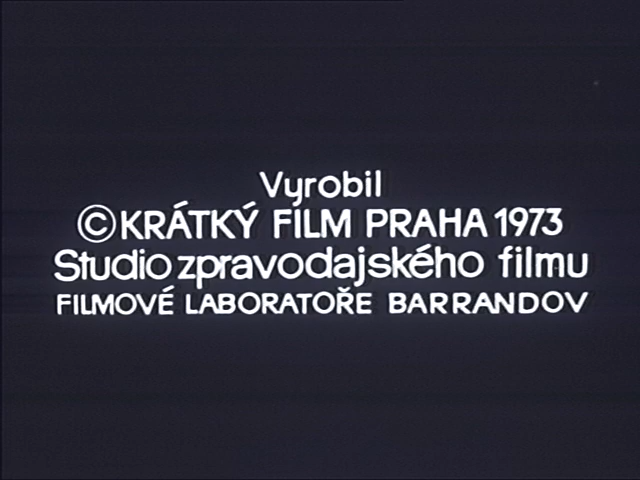 Vyrobil
© KRÁTKÝ FILM PRAHA 1973
Studio zpravodajského filmu
FILMOVÉ LABORATOŘE BARRANDOV